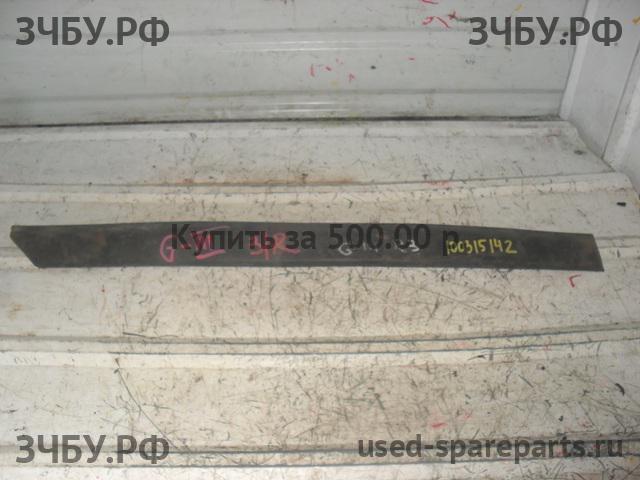 ЗЧБУ.РФ ЗЧБУ.РФ
Купить за 500.00 р.
100315142
ЗЧБУ.РФ used-spareparts.ru